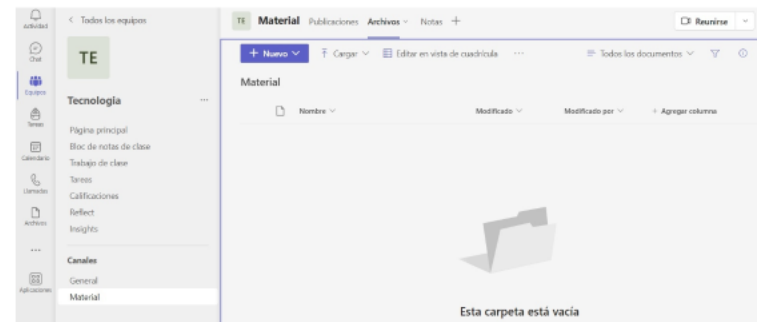 Actividad
Chat
Equipos
Tareas
Calendario
Llamadas
Archivos
...
Aplicaciones
< Todos los equipos
TE
Tecnologia
...
Página principal
Bloc de notas de clase
Trabajo de clase
Tareas
Calificaciones
Reflect
Insights
Canales
General
Material
TE Material Publicaciones Archivos Notas +
Reunirse
+ Nuevo Cargar Editar en vista de cuadrícula ... Todos los documentos
Material
Nombre Modificado Modificado por + Agregar columna
Esta carpeta está vacía